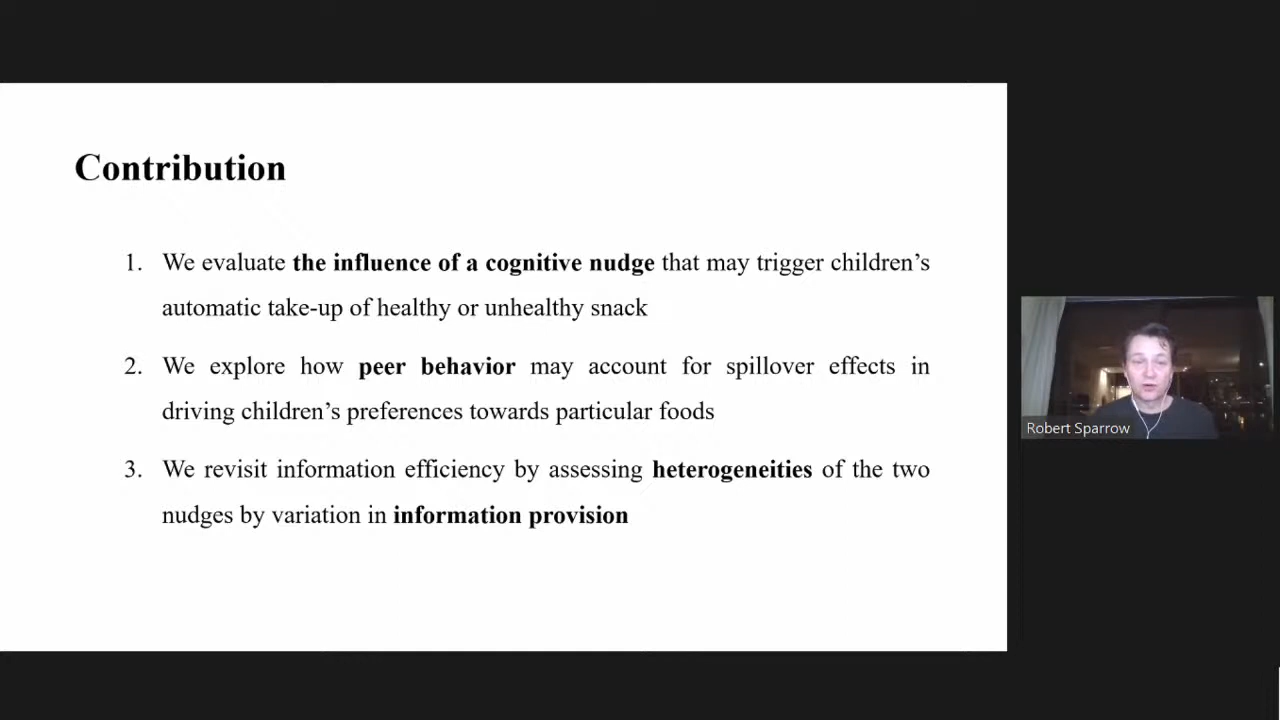 Contribution
1. We evaluate the influence of a cognitive nudge that may trigger children’s
automatic take-up of healthy or unhealthy snack
2. We explore how peer behavior may account for spillover effects in
driving children’s preferences towards particular foods
3. We revisit information efficiency by assessing heterogeneities of the two
nudges by variation in information provision
Robert Sparrow